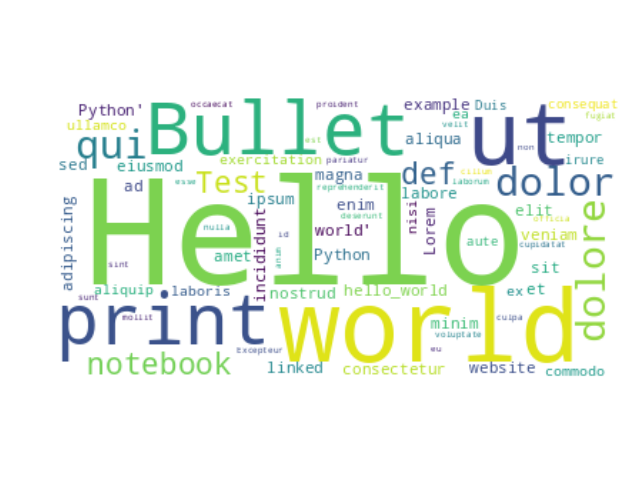 Python' occaecat proident example Duis consequat
ullamco Bullet velit ea ut fugiat
qui est aliqua non tempor
sed eiusmod exercitation pariatur def cillum irure
ad esse Test magna reprehenderit labore laborum dolor
adipiscing Hello ipsum enim deserunt nisi Lorem elit officia dolore
nulla incididunt id world' aute veniam
sint amet anim Python cupidatat sit
sunt aliquip laboris nostrud hello_world ex et
print mollit world minim culpa
voluptate
notebook Excepteur eu
linked consectetur website commodo